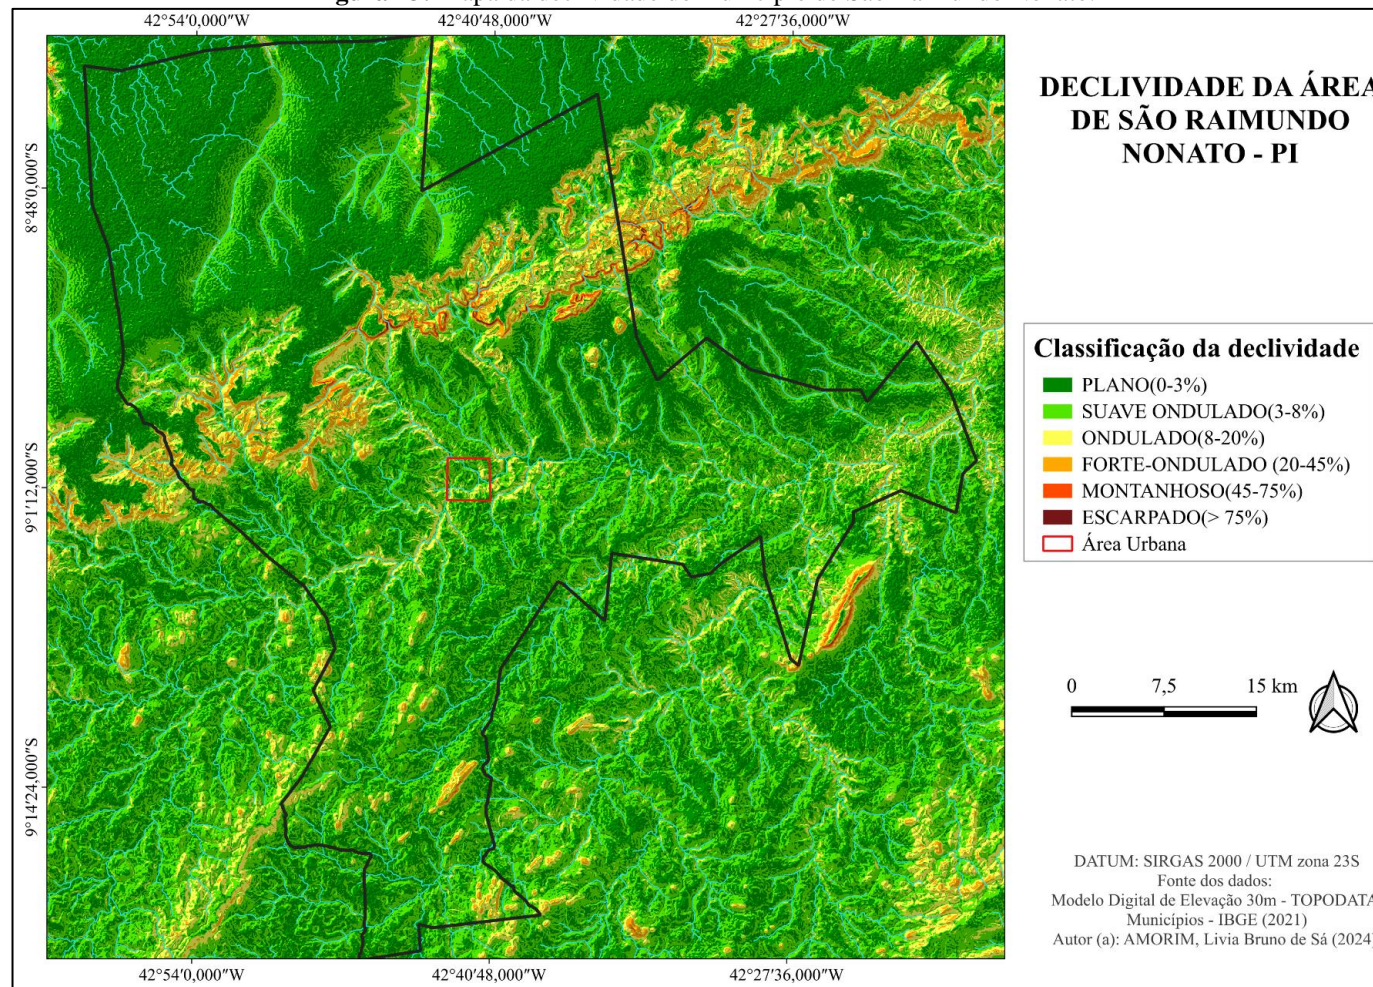 42°54′0,000″W 42°40′48,000″W 42°27′36,000″W
DECLIVIDADE DA ÁREA
DE SÃO RAIMUNDO
NONATO - PI
8°48′0,000″S
9°1′12,000″S
9°14′24,000″S
Classificação da declividade
PLANO(0-3%)
SUAVE ONDULADO(3-8%)
ONDULADO(8-20%)
FORTE-ONDULADO (20-45%)
MONTANHOSO(45-75%)
ESCARPADO(> 75%)
Área Urbana
0 7,5 15 km
DATUM: SIRGAS 2000 / UTM zona 23S
Fonte dos dados:
Modelo Digital de Elevação 30m - TOPODATA
Municípios - IBGE (2021)
Autor (a): AMORIM, Livia Bruno de Sá (2024)
42°54′0,000″W 42°40′48,000″W 42°27′36,000″W